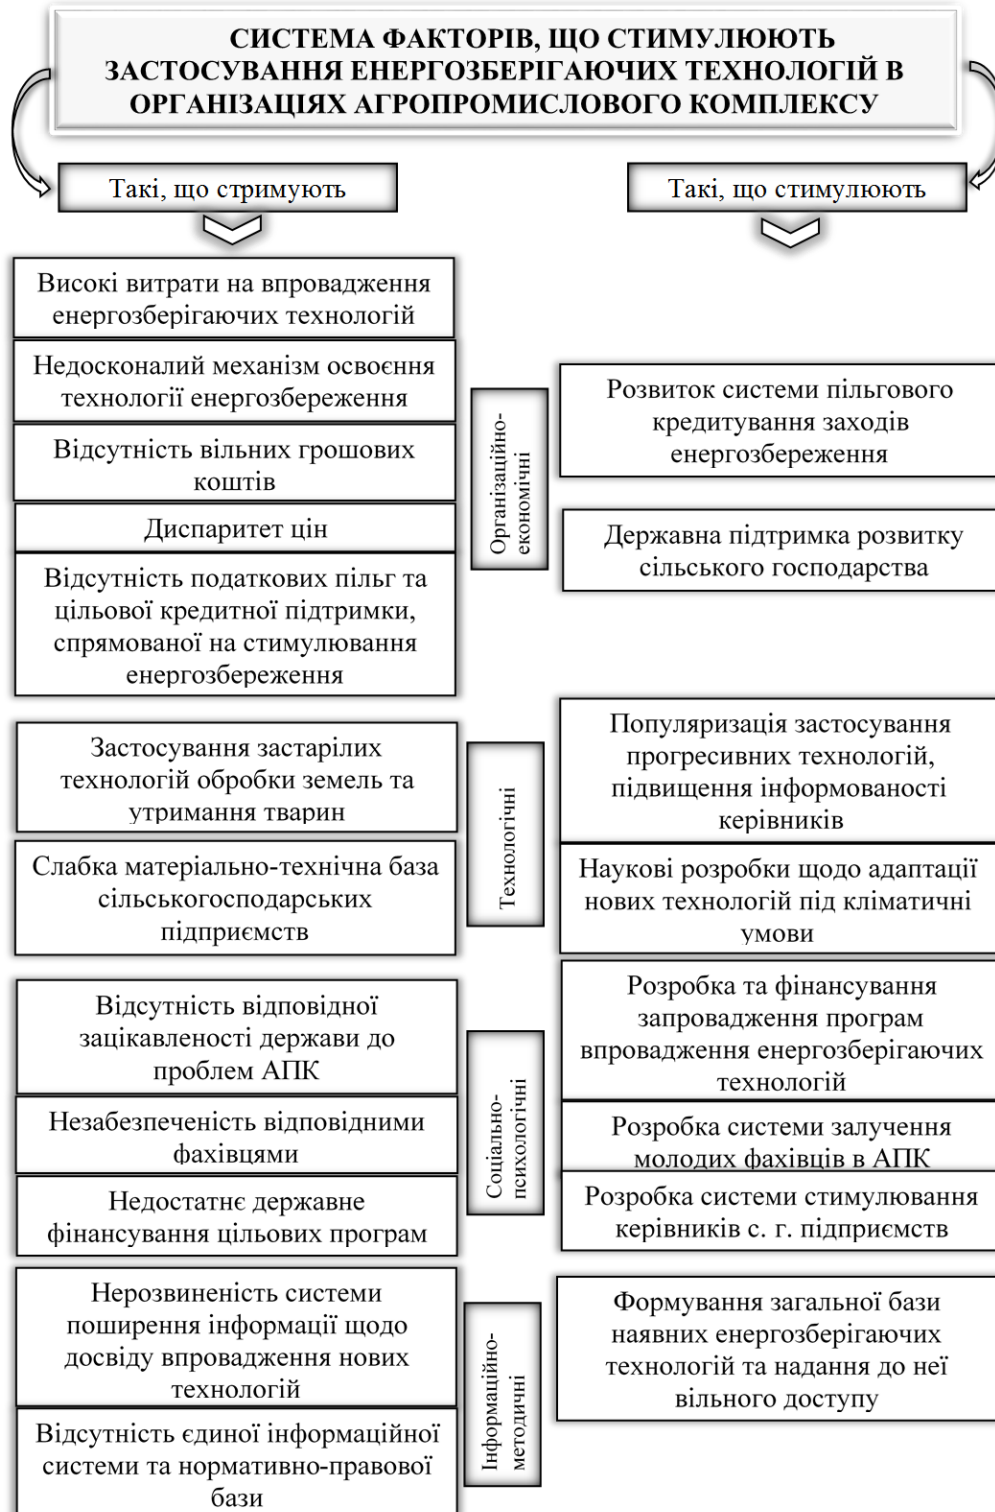 СИСТЕМА ФАКТОРІВ, ЩО СТИМУЛЮЮТЬ
ЗАСТОСУВАННЯ ЕНЕРГОЗБЕРІГАЮЧИХ ТЕХНОЛОГІЙ В
ОРГАНІЗАЦІЯХ АГРОПРОМИСЛОВОГО КОМПЛЕКСУ
Такі, що стримують
Такі, що стимулюють
Високі витрати на впровадження
енергозберігаючих технологій
Недосконалий механізм освоєння
технології енергозбереження
Відсутність вільних грошових
коштів
Диспаритет цін
Відсутність податкових пільг та
цільової кредитної підтримки,
спрямованої на стимулювання
енергозбереження
Організаційно-
економічні
Розвиток системи пільгового
кредитування заходів
енергозбереження
Державна підтримка розвитку
сільського господарства
Застосування застарілих
технологій обробки земель та
утримання тварин
Слабка матеріально-технічна база
сільськогосподарських
підприємств
Технологічні
Популяризація застосування
прогресивних технологій,
підвищення інформованості
керівників
Наукові розробки щодо адаптації
нових технологій під кліматичні
умови
Відсутність відповідної
зацікавленості держави до
проблем АПК
Незабезпеченість відповідними
фахівцями
Недостатнє державне
фінансування цільових програм
Соціально-
психологічні
Розробка та фінансування
запровадження програм
впровадження енергозберігаючих
технологій
Розробка системи залучення
молодих фахівців в АПК
Розробка системи стимулювання
керівників с. г. підприємств
Нерозвиненість системи
поширення інформації щодо
досвіду впровадження нових
технологій
Відсутність єдиної інформаційної
системи та нормативно-правової
бази
Інформаційно-
методичні
Формування загальної бази
наявних енергозберігаючих
технологій та надання до неї
вільного доступу